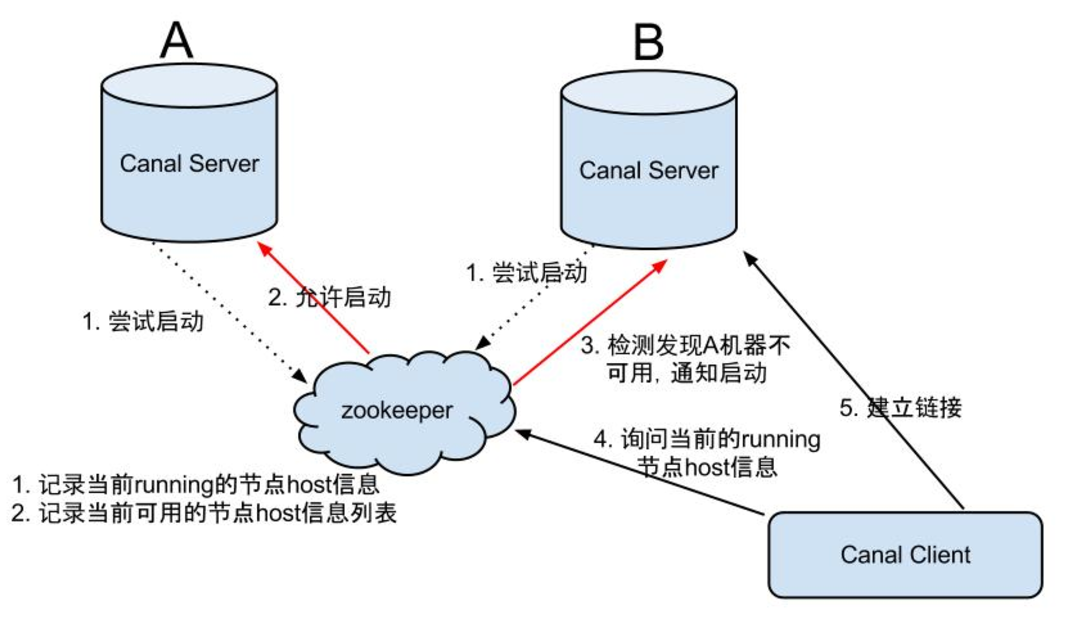 A
B
Canal Server
Canal Server
1. 尝试启动
2. 允许启动
1. 尝试启动
3. 检测发现A机器不
可用, 通知启动
zookeeper
4. 询问当前的running
节点host信息
5. 建立链接
1. 记录当前running的节点host信息
2. 记录当前可用的节点host信息列表
Canal Client